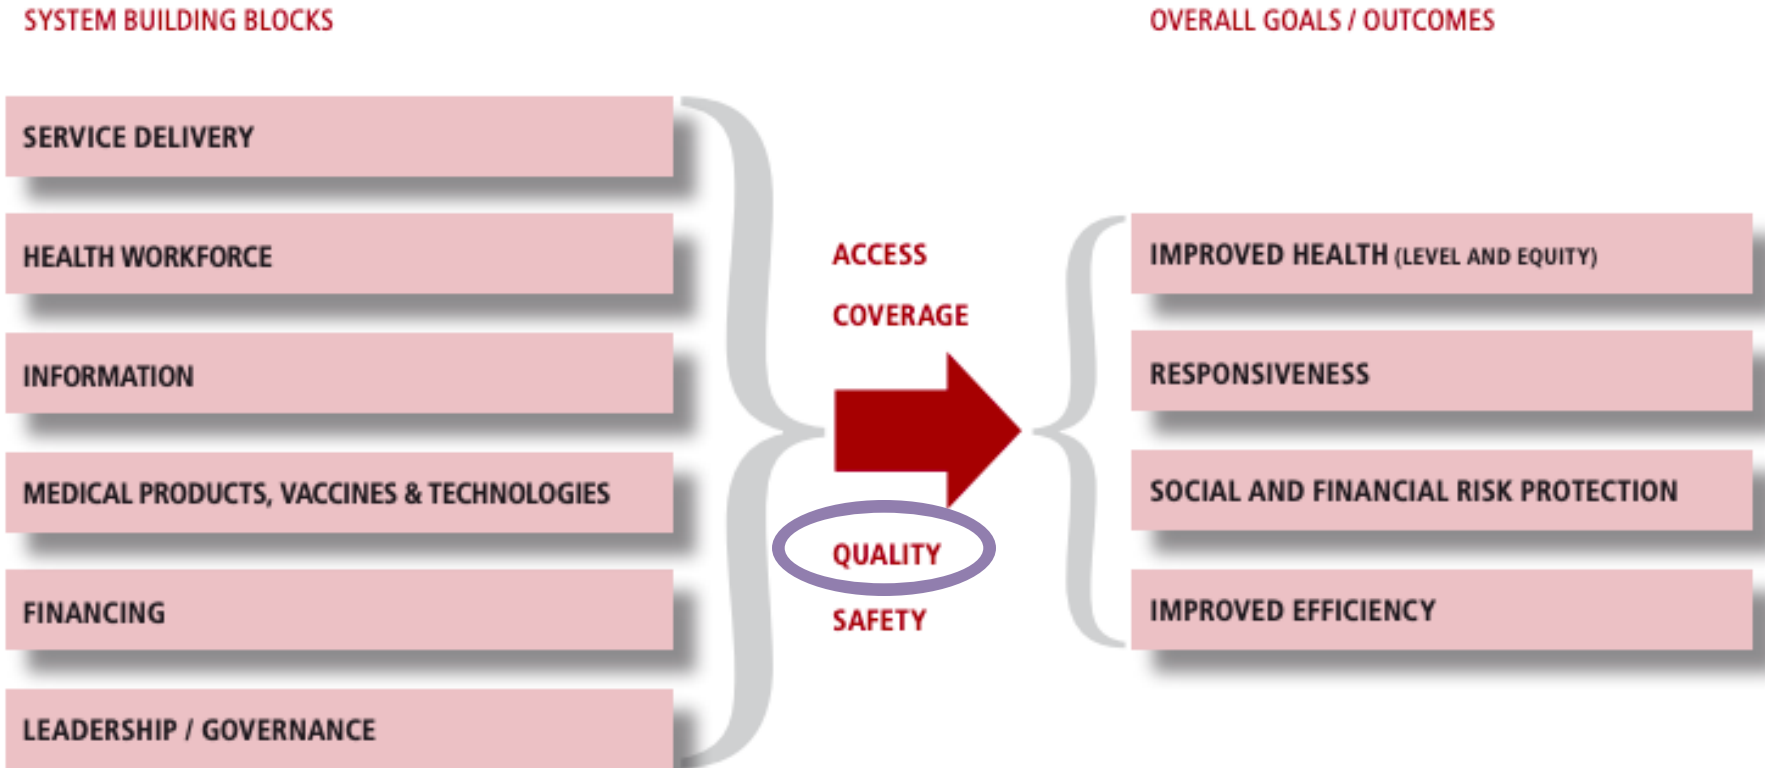 SYSTEM BUILDING BLOCKS
OVERALL GOALS / OUTCOMES
SERVICE DELIVERY
HEALTH WORKFORCE
INFORMATION
MEDICAL PRODUCTS, VACCINES & TECHNOLOGIES
FINANCING
LEADERSHIP / GOVERNANCE
ACCESS
COVERAGE
QUALITY
SAFETY
IMPROVED HEALTH (LEVEL AND EQUITY)
RESPONSIVENESS
SOCIAL AND FINANCIAL RISK PROTECTION
IMPROVED EFFICIENCY